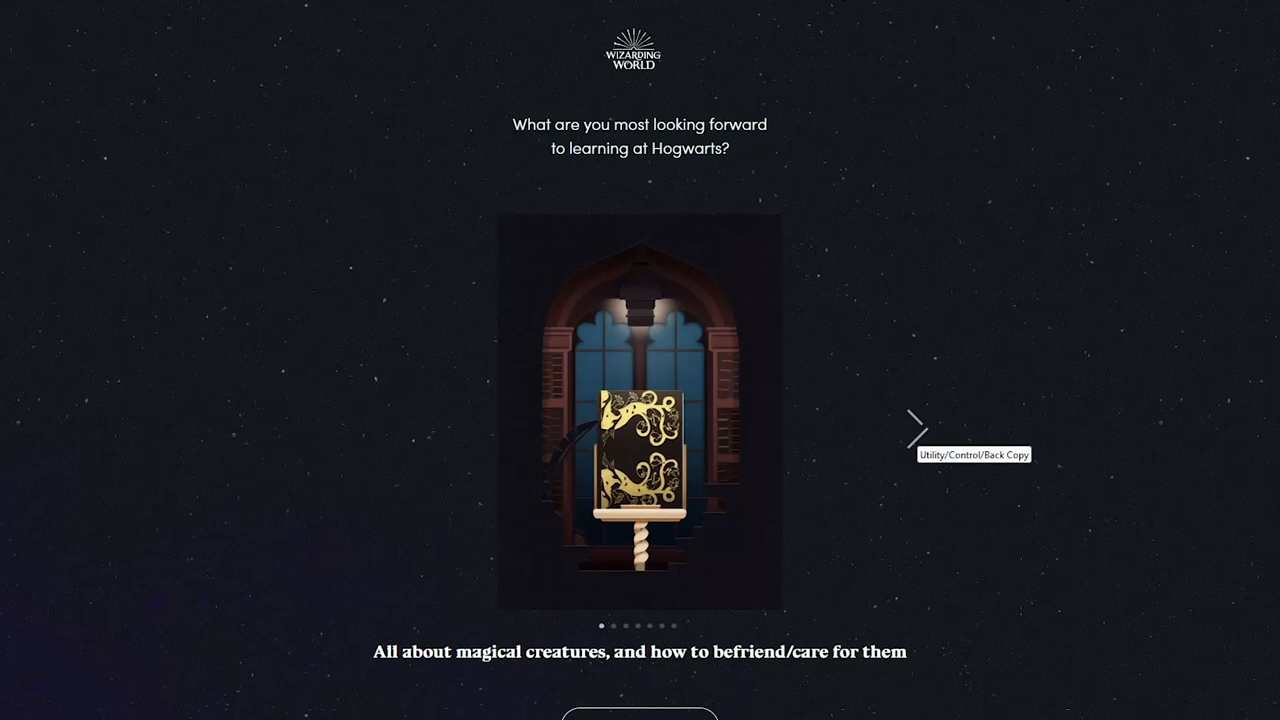 WIZARDING
WORLD
What are you most looking forward
to learning at Hogwarts?
Utility/Control/Back Copy
All about magical creatures, and how to befriend/care for them